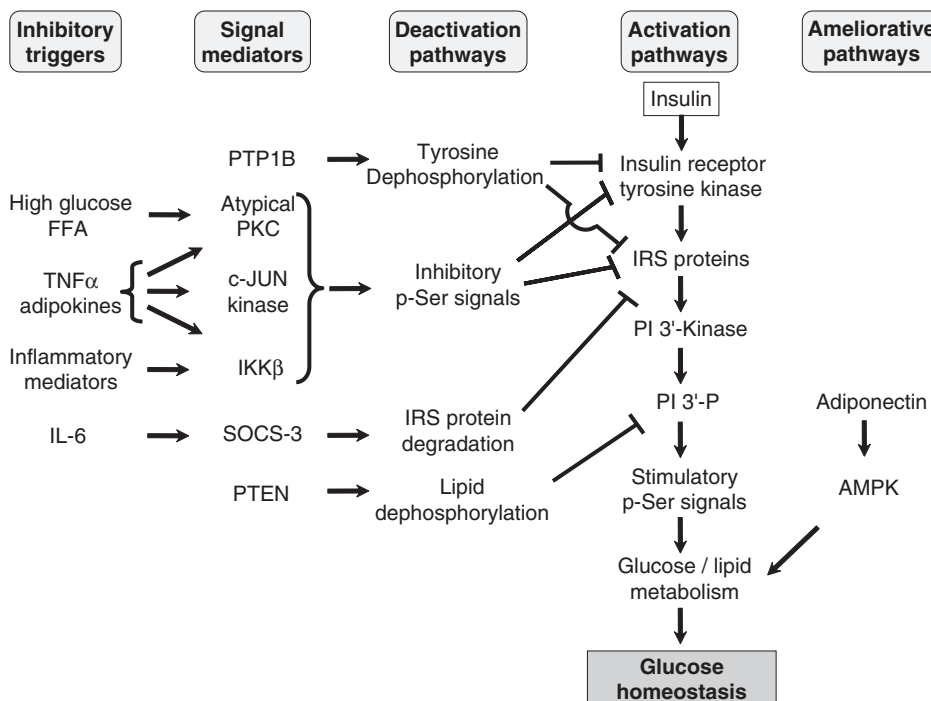 Inhibitory
triggers
Signal
mediators
Deactivation
pathways
Activation
pathways
Ameliorative
pathways
Insulin
PTP1B
Tyrosine
Dephosphorylation
Insulin receptor
tyrosine kinase
High glucose
FFA
Atypical
PKC
TNFα
adipokines
c-JUN
kinase
Inhibitory
p-Ser signals
IRS proteins
PI 3'-Kinase
Inflammatory
mediators
IKKβ
PI 3'-P
Adiponectin
IL-6
SOCS-3
IRS protein
degradation
PTEN
Lipid
dephosphorylation
Stimulatory
p-Ser signals
AMPK
Glucose / lipid
metabolism
Glucose
homeostasis